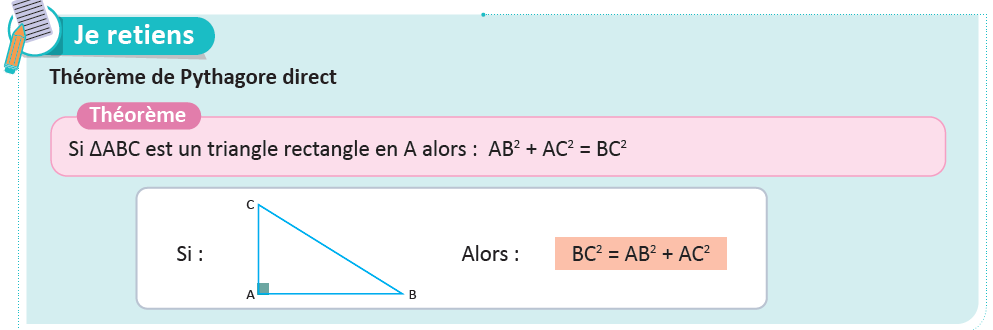 Je retiens
Théorème de Pythagore direct
Théorème
Si ΔABC est un triangle rectangle en A alors : AB² + AC² = BC²
C
Si :
Alors :
BC² = AB² + AC²
A
B